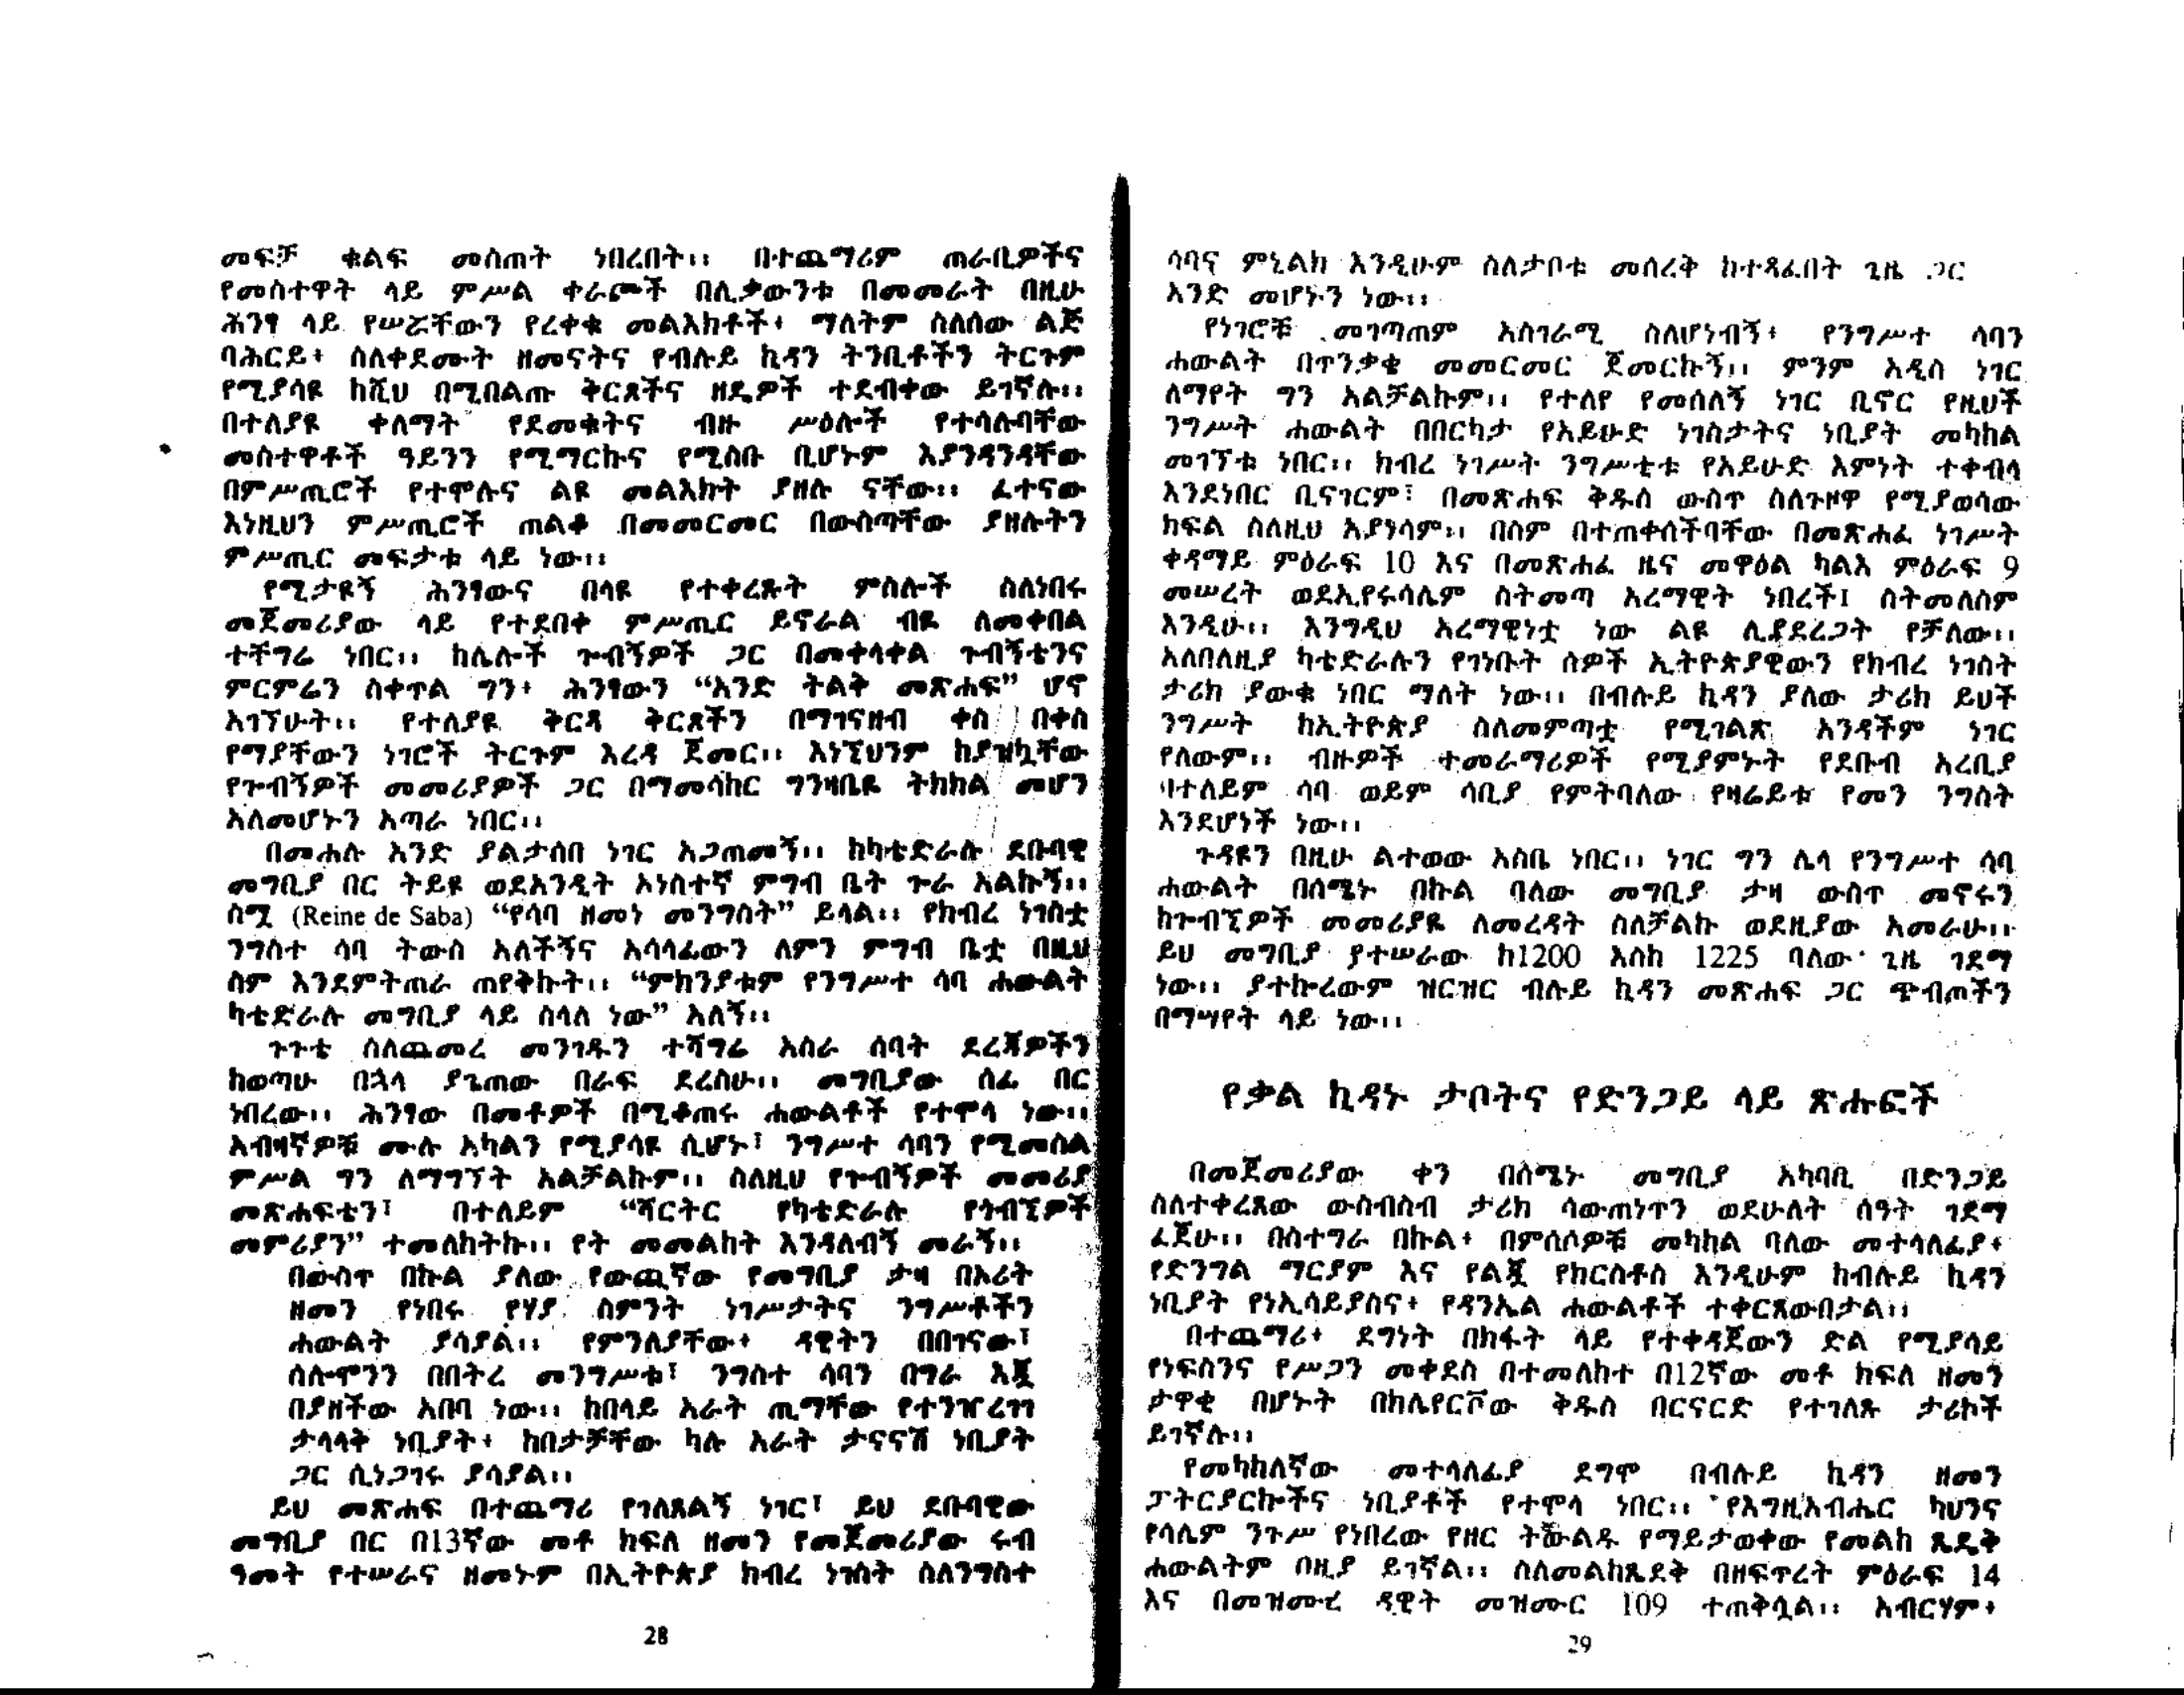 መፍቻ ቁልፍ መስጠት ነበረበት፡፡ በተጨማሪም ጠራቢዎችና
የመስተዋት ላይ ምሥል ቀራጮች በሊቃውንቱ በመመራት በዚሁ
ሕንፃ ላይ የሠሯቸውን የረቀቁ መልእክቶች፥ ማለትም ስለሰው ልጅ
ባሕርይ፥ ስለቀደሙት ዘመናትና የብሉይ ኪዳን ትንቢቶችን ትርጉም
የሚያሳዩ ከሺህ በሚበልጡ ቅርጾችና ዘዴዎች ተደብቀው ይገኛሉ፡፡
በተለያዩ ቀለማት የደመቁትና ብዙ ሥዕሎች የተሳሉባቸው
መስተዋቶች ዓይንን የሚማርኩና የሚስቡ ቢሆኑም እያንዳንዳቸው
በምሥጢሮች የተሞሉና ልዩ መልእክት ያዘሉ ናቸው፡፡ ፈተናው
እነዚህን ምሥጢሮች ጠልቆ በመመርመር በውስጣቸው ያዘሉትን
ምሥጢር መፍታቱ ላይ ነው፡፡
የሚታዩኝ ሕንፃውና በላዩ የተቀረጹት ምስሎች ስለነበሩ
መጀመሪያው ላይ የተደበቀ ምሥጢር ይኖራል ብዬ ለመቀበል
ተቸግሬ ነበር፡፡ ከሌሎች ጐብኝዎች ጋር በመቀላቀል ጉብኝቴንና
ምርምሬን ስቀጥል ግን፥ ሕንፃውን “አንድ ትልቅ መጽሐፍ” ሆኖ
አገኘሁት፡፡ የተለያዩ ቅርጻ ቅርጾችን በማገናዘብ ቀስ በቀስ
የማያቸውን ነገሮች ትርጉም እረዳ ጀመር፡፡ እነኚህንም ከያዝኳቸው
የጐብኝዎች መመሪያዎች ጋር በማመሳከር ግንዛቤዬ ትክክል መሆን
አለመሆኑን አጣራ ነበር፡፡
በመሐሉ አንድ ያልታሰበ ነገር አጋጠመኝ፡፡ ከካቴድራሉ ደቡባዊ
መግቢያ በር ትይዩ ወደአንዲት አነስተኛ ምግብ ቤት ጐራ አልኩኝ፡፡
ስሟ (Reine de Saba) “የሳባ ዘመነ መንግስት” ይላል፡፡ የክብረ ነገስቷ
ንግስተ ሳባ ትውስ አለችኝና አሳላፊውን ለምን ምግብ ቤቷ በዚህ
ስም እንደምትጠራ ጠየቅኩት፡፡ “ምክንያቱም የንግሥተ ሳባ ሐውልት
ካቴድራሉ መግቢያ ላይ ስላለ ነው” አለኝ፡፡
ጉጉቴ ስለጨመረ መንገዱን ተሻግሬ አስራ ሰባት ደረጃዎችን
ከወጣሁ በኋላ ያጌጠው በራፍ ደረስሁ፡፡ መግቢያው ሰፊ በር
ነበረው፡፡ ሕንፃው በመቶዎች በሚቆጠሩ ሐውልቶች የተሞላ ነው፡፡
አብዛኛዎቹ ሙሉ አካልን የሚያሳዩ ሲሆኑ፣ ንግሥተ ሳባን የሚመስል
ምሥል ግን ለማግኘት አልቻልኩም፡፡ ስለዚህ የጐብኝዎች መመሪያ
መጽሐፍቴን፣ በተለይም “ሻርትር የካቴድራሉ የጎብኚዎች
መምሪያን” ተመለከትኩ፡፡ የት መመልከት እንዳለብኝ መራኝ፡፡
በውስጥ በኩል ያለው የውጪኛው የመግቢያ ታዛ በኦሪት
ዘመን የነበሩ የሃያ ስምንት ነገሥታትና ንግሥቶችን
ሐውልት ያሳያል፡፡ የምንለያቸው፥ ዳዊትን በበገናው፣
ሰሎሞንን በበትረ መንግሥቱ፣ ንግስተ ሳባን በግራ እጇ
በያዘችው አበባ ነው፡፡ ከበላይ አራት ጢማቸው የተንዠረገገ
ታላላቅ ነቢያት፥ ከበታቻቸው ካሉ አራት ታናናሽ ነቢያት
ጋር ሲነጋገሩ ያሳያል፡፡
ይህ መጽሐፍ በተጨማሪ የገለጸልኝ ነገር፣ ይህ ደቡባዊው
መግቢያ በር በ13ኛው መቶ ክፍለ ዘመን የመጀመሪያው ሩብ
ዓመት የተሠራና ዘመኑም በኢትዮጵያ ክብረ ነገስት ስለንግስተ
28
ሳባና ምኒልክ እንዲሁም ስለታቦቱ መሰረቅ ከተጻፈበት ጊዜ ጋር
አንድ መሆኑን ነው፡፡
የነገሮቹ መገጣጠም አስገራሚ ስለሆነብኝ፥ የንግሥተ ሳባን
ሐውልት በጥንቃቄ መመርመር ጀመርኩኝ፡፡ ምንም አዲስ ነገር
ለማየት ግን አልቻልኩም፡፡ የተለየ የመሰለኝ ነገር ቢኖር የዚህች
ንግሥት ሐውልት በበርካታ የአይሁድ ነገስታትና ነቢያት መካከል
መገኘቱ ነበር፡፡ ክብረ ነገሥት ንግሥቲቱ የአይሁድ እምነት ተቀብላ
እንደነበር ቢናገርም፣ በመጽሐፍ ቅዱስ ውስጥ ስለጉዞዋ የሚያወሳው
ክፍል ስለዚህ አያነሳም፡፡ በስም በተጠቀሰችባቸው በመጽሐፈ ነገሥት
ቀዳማይ ምዕራፍ 10 እና በመጽሐፈ ዜና መዋዕል ካልእ ምዕራፍ 9
መሠረት ወደኢየሩሳሌም ስትመጣ አረማዊት ነበረች፤ ስትመለስም
እንዲሁ፡፡ እንግዲህ አረማዊነቷ ነው ልዩ ሊያደረጋት የቻለው፡፡
አለበለዚያ ካቴድራሉን የገነቡት ሰዎች ኢትዮጵያዊውን የክብረ ነገስት
ታሪክ ያውቁ ነበር ማለት ነው፡፡ በብሉይ ኪዳን ያለው ታሪክ ይህች
ንግሥት ከኢትዮጵያ ስለመምጣቷ የሚገልጽ አንዳችም ነገር
የለውም፡፡ ብዙዎች ተመራማሪዎች የሚያምኑት የደቡብ አረቢያ
በተለይም ሳባ ወይም ሳቢያ የምትባለው የዛሬይቱ የመን ንግስት
እንደሆነች ነው፡፡
ጉዳዩን በዚሁ ልተወው አስቤ ነበር፡፡ ነገር ግን ሌላ የንግሥተ ሳባ
ሐውልት በሰሜኑ በኩል ባለው መግቢያ ታዛ ውስጥ መኖሩን
ከጐብኚዎች መመሪያዬ ለመረዳት ስለቻልኩ ወደዚያው አመራሁ፡፡
ይህ መግቢያ ያተሠራው ከ1200 እስከ 1225 ባለው ጊዜ ገደማ
ነው፡፡ ያተኩረውም ዝርዝር ብሉይ ኪዳን መጽሐፍ ጋር ጭብጦችን
በማሣየት ላይ ነው፡፡
የቃል ኪዳኑ ታቦትና የድንጋይ ላይ ጽሑፎች
በመጀመሪያው ቀን በሰሜኑ መግቢያ አካባቢ በድንጋይ
ስለተቀረጸው ውስብስብ ታሪክ ሳውጠነጥን ወደሁለት ሰዓት ገደማ
ፈጀሁ፡፡ በስተግራ በኩል፥ በምሰሶዎቹ መካከል ባለው መተላለፊያ፥
የድንግል ማርያም እና የልጇ የክርስቶስ እንዲሁም ከብሉይ ኪዳን
ነቢያት የነኢሳይያስና፥ የዳንኤል ሐውልቶች ተቀርጸውበታል፡፡
በተጨማሪ፥ ደግነት በክፋት ላይ የተቀዳጀውን ድል የሚያሳይ
የነፍስንና የሥጋን መቀደስ በተመለከተ በ12ኛው መቶ ክፍለ ዘመን
ታዋቂ በሆኑት በክሌየርቮው ቅዱስ በርናርድ የተገለጹ ታሪኮች
ይገኛሉ፡፡
የመካከለኛው መተላለፊያ ደግሞ በብሉይ ኪዳን ዘመን
ፓትርያርኮችና ነቢያቶች የተሞላ ነበር፡፡ የእግዚአብሔር ካህንና
የሳሌም ንጉሥ የነበረው የዘር ትውልዱ የማይታወቀው የመልከ ጼዴቅ
ሐውልትም በዚያ ይገኛል፡፡ ስለመልከጼደቅ በዘፍጥረት ምዕራፍ 14
እና በመዝሙረ ዳዊት መዝሙር 109 ተጠቅሷል፡፡ አብርሃም፥
29